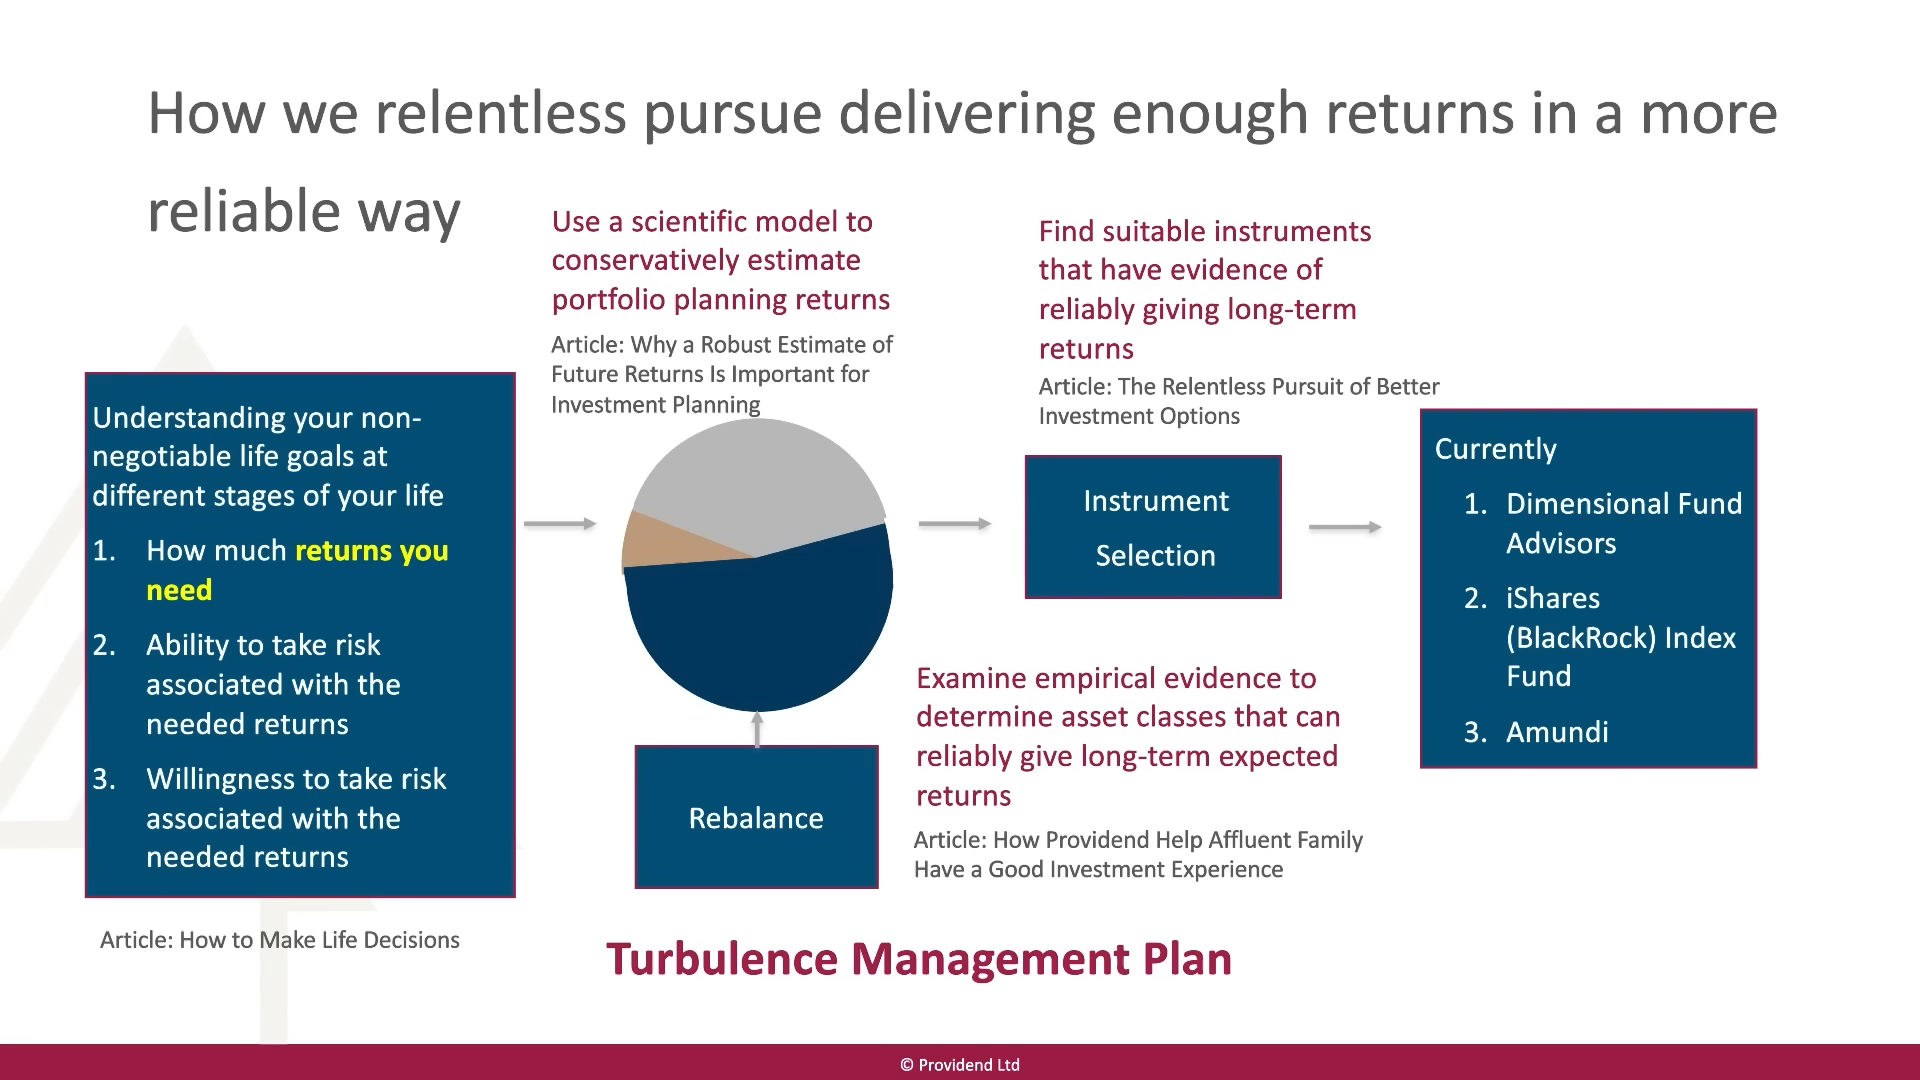 How we relentless pursue delivering enough returns in a more
reliable way
Use a scientific model to
conservatively estimate
portfolio planning returns
Article: Why a Robust Estimate of
Future Returns Is Important for
Investment Planning
Find suitable instruments
that have evidence of
reliably giving long-term
returns
Article: The Relentless Pursuit of Better
Investment Options
Understanding your non-
negotiable life goals at
different stages of your life
1. How much returns you
need
2. Ability to take risk
associated with the
needed returns
3. Willingness to take risk
associated with the
needed returns
Article: How to Make Life Decisions
Instrument
Selection
Currently
1. Dimensional Fund
Advisors
2. iShares
(BlackRock) Index
Fund
3. Amundi
Rebalance
Examine empirical evidence to
determine asset classes that can
reliably give long-term expected
returns
Article: How Providend Help Affluent Family
Have a Good Investment Experience
Turbulence Management Plan
© Providend Ltd